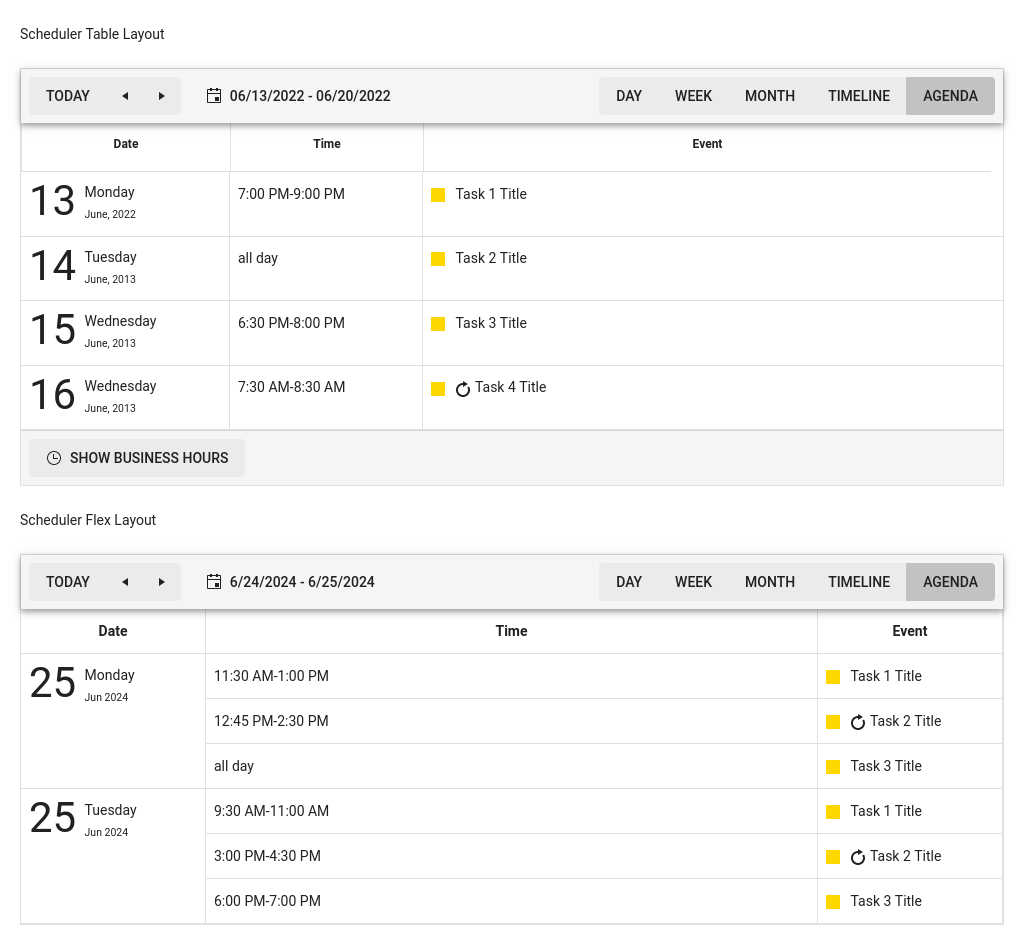 Scheduler Table Layout
TODAY 06/13/2022 - 06/20/2022 DAY WEEK MONTH TIMELINE AGENDA
Date Time Event
13 Monday 7:00 PM-9:00 PM Task 1 Title
June, 2022
14 Tuesday all day Task 2 Title
June, 2013
15 Wednesday 6:30 PM-8:00 PM Task 3 Title
June, 2013
16 Wednesday 7:30 AM-8:30 AM Task 4 Title
June, 2013
SHOW BUSINESS HOURS
Scheduler Flex Layout
TODAY 6/24/2024 - 6/25/2024 DAY WEEK MONTH TIMELINE AGENDA
Date Time Event
25 Monday 11:30 AM-1:00 PM Task 1 Title
Jun 2024
12:45 PM-2:30 PM Task 2 Title
all day Task 3 Title
25 Tuesday 9:30 AM-11:00 AM Task 1 Title
Jun 2024
3:00 PM-4:30 PM Task 2 Title
6:00 PM-7:00 PM Task 3 Title